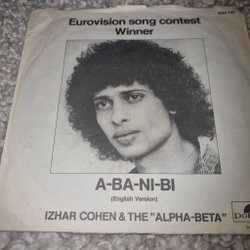 Eurovision song contest
Winner
A-BA-NI-BI
(English Version)
IZHAR COHEN & THE "ALPHA-BETA"